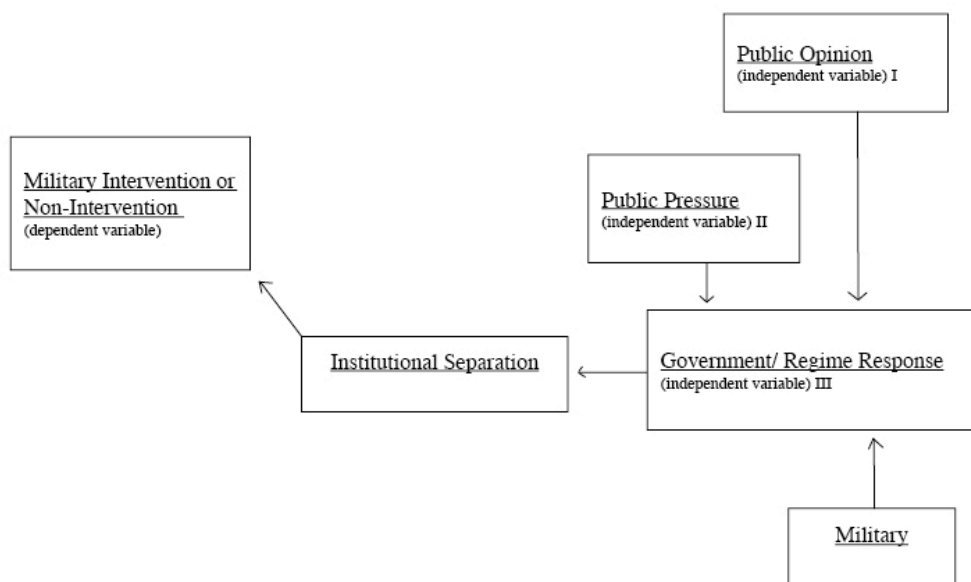 Public Opinion
(independent variable) I
Military Intervention or
Non-Intervention
(dependent variable)
Public Pressure
(independent variable) II
Institutional Separation
Government/ Regime Response
(independent variable) III
Military